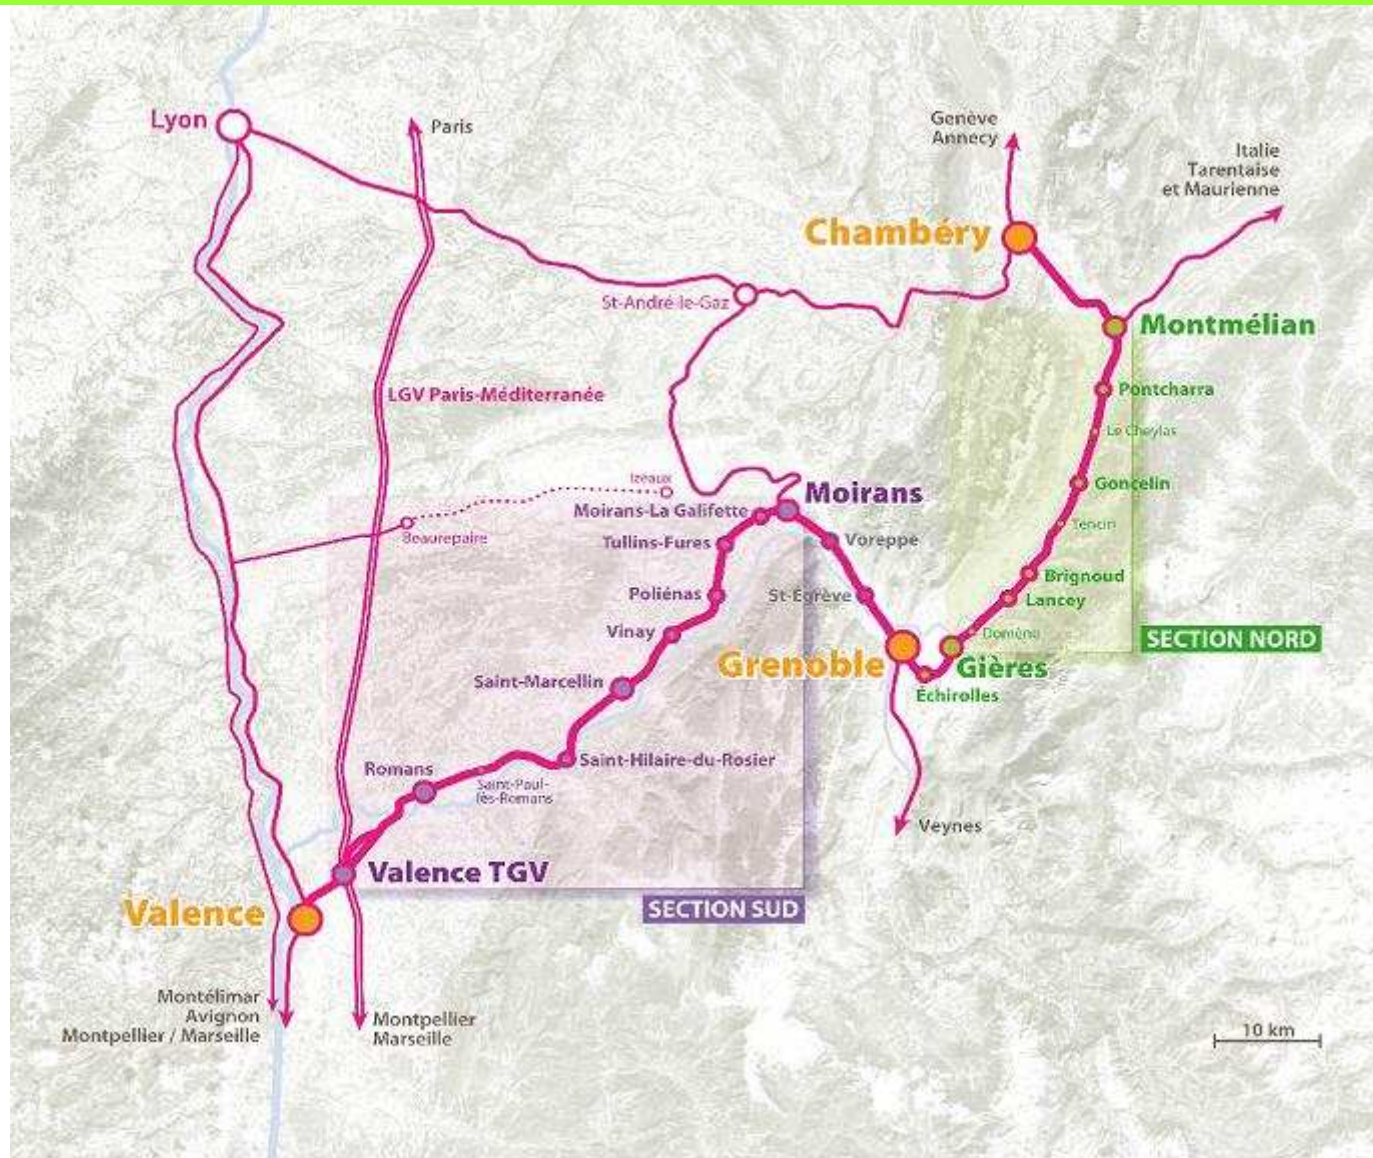 Lyon
Paris
Genève
Annecy
Italie
Tarentaise
et Maurienne
Chambéry
St-André-le-Gaz
Montmélian
LGV Paris-Méditerranée
Pontcharra
Le Cheylas
Izeaux
Goncelin
Moirans
Moirans-La Galifette
Beaurepaire
Tencin
Tullins-Fures
Voreppe
Brignoud
Poliénas
St-Egrève
Lancey
Vinay
Domène
SECTION NORD
Grenoble
Gières
Saint-Marcellin
Échirolles
Romans
Saint-Hilaire-du-Rosier
Saint-Paul-
lès-Romans
Veynes
Valence TGV
Valence
SECTION SUD
Montélimar
Avignon
Montpellier / Marseille
Montpellier
Marseille
10 km